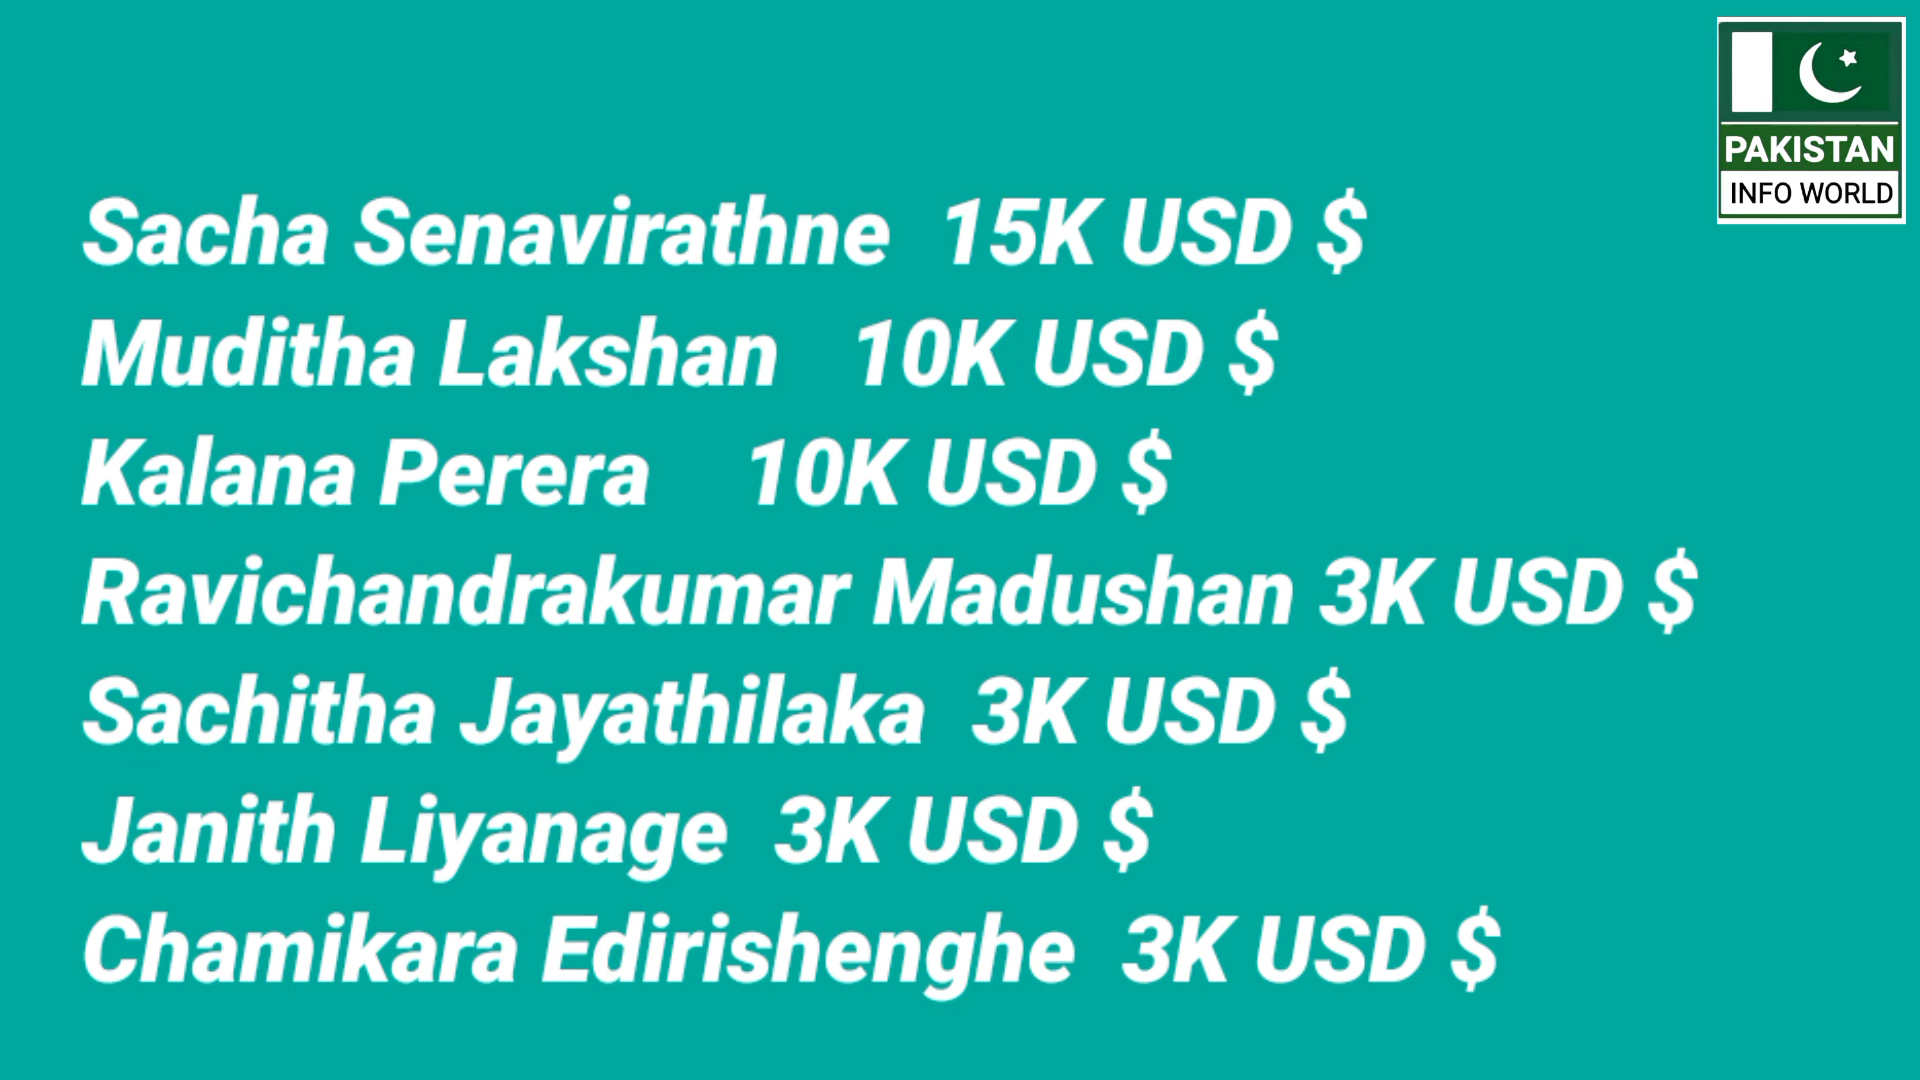 PAKISTAN
INFO WORLD
Sacha Senavirathne 15K USD $
Muditha Lakshan 10K USD $
Kalana Perera 10K USD $
Ravichandrakumar Madushan 3K USD $
Sachitha Jayathilaka 3K USD $
Janith Liyanage 3K USD $
Chamikara Edirishenghe 3K USD $